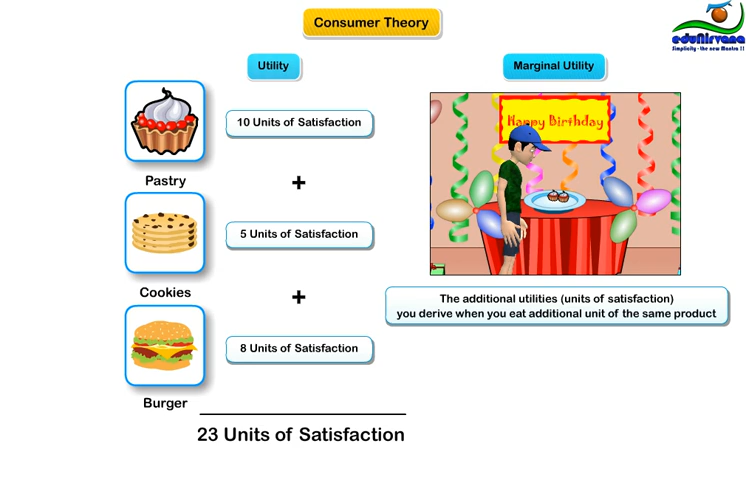 Consumer Theory
eduNirvana
Simplicity - the new Mantra !!
Utility
Marginal Utility
10 Units of Satisfaction
Happy Birthday
Pastry
+
5 Units of Satisfaction
Cookies
+
The additional utilities (units of satisfaction)
you derive when you eat additional unit of the same product
8 Units of Satisfaction
Burger
23 Units of Satisfaction